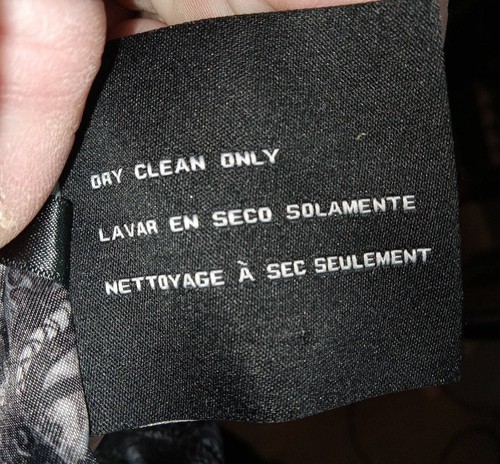 DRY CLEAN ONLY
LAVAR EN SECO SOLAMENTE
NETTOYAGE À SEC SEULEMENT